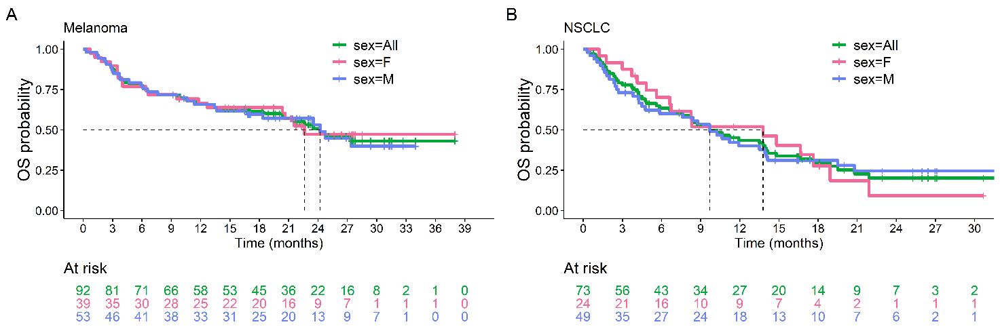 A
Melanoma
sex=All
sex=F
sex=M
OS probability
1.00
0.75
0.50
0.25
0.00
0 3 6 9 12 15 18 21 24 27 30 33 36 39
Time (months)
At risk
92 81 71 66 58 53 45 36 22 16 8 2 1 0
39 35 30 28 25 22 20 16 9 7 1 1 1 0
53 46 41 38 33 31 25 20 13 9 7 1 0 0
B
NSCLC
sex=All
sex=F
sex=M
OS probability
1.00
0.75
0.50
0.25
0.00
0 3 6 9 12 15 18 21 24 27 30
Time (months)
At risk
73 56 43 34 27 20 14 9 7 3 2
24 21 16 10 9 7 4 2 1 1 1
49 35 27 24 18 13 10 7 6 2 1